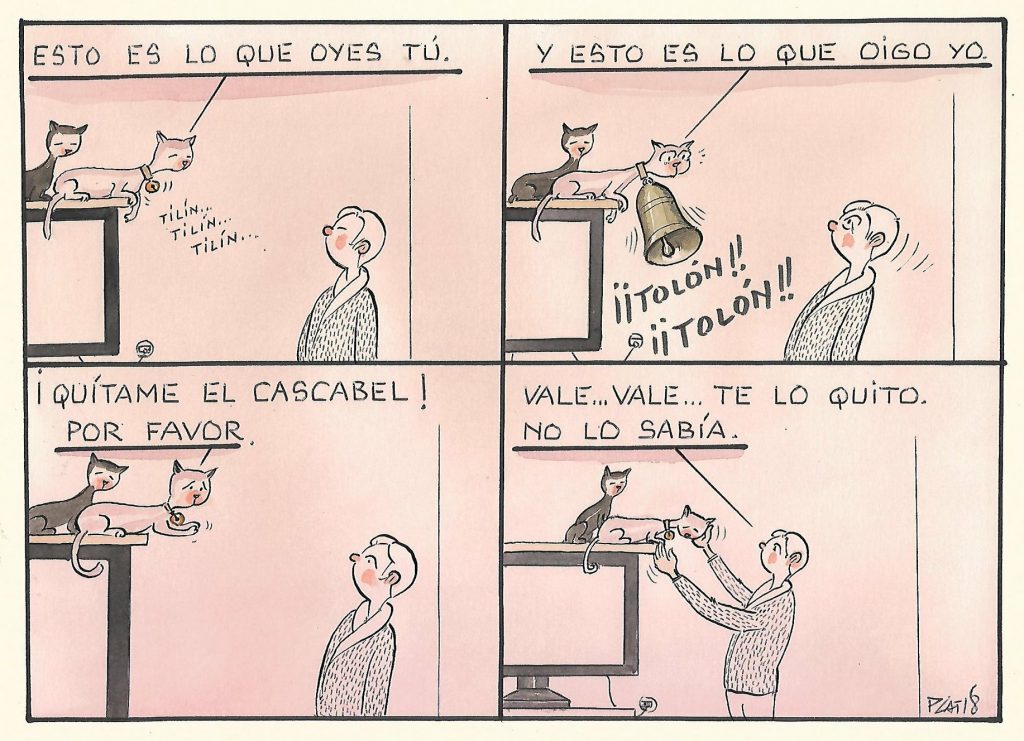 ESTO ES LO QUE OYES TÚ.
TILÍN...
TILÍN...
TILÍN...
Y ESTO ES LO QUE OIGO YO.
¡¡TOLÓN!!
¡¡TOLÓN!!
¡QUÍTAME EL CASCABEL!
POR FAVOR.
VALE...VALE... TE LO QUITO.
NO LO SABÍA.